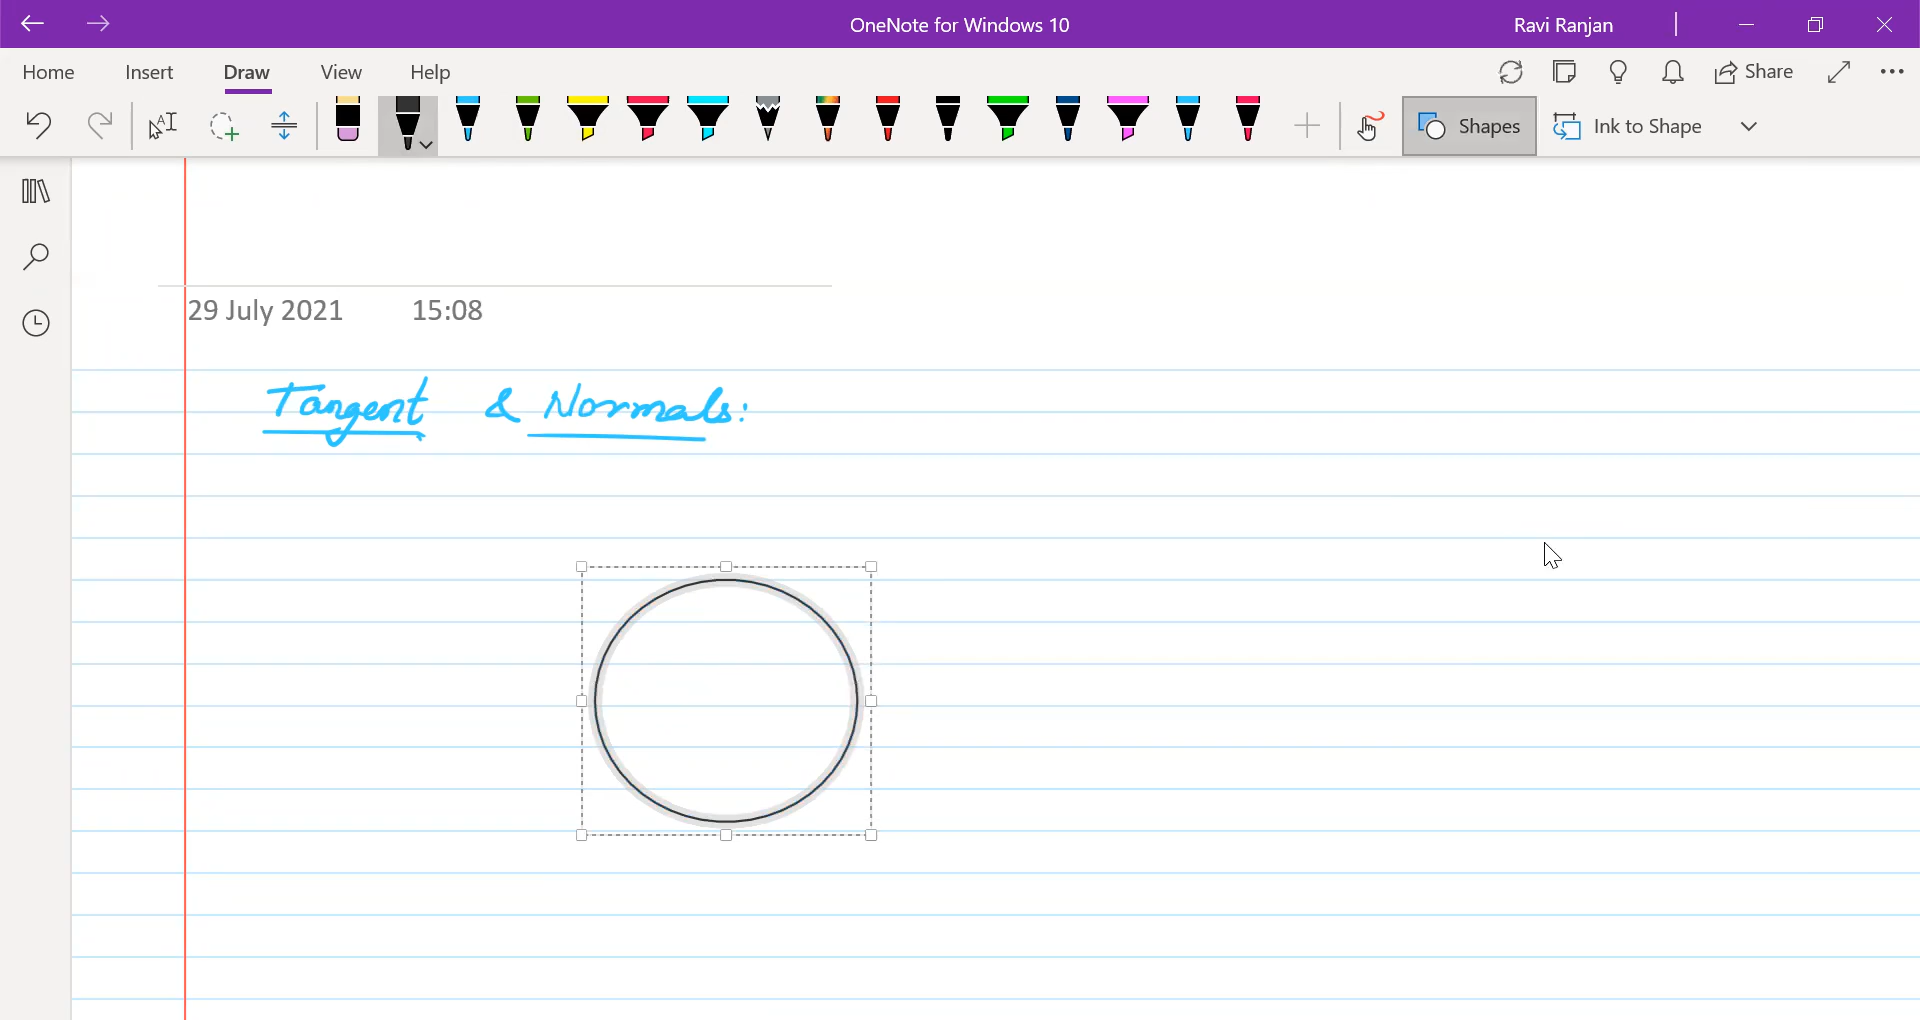 OneNote for Windows 10
Ravi Ranjan
Home Insert Draw View Help
Share
Shapes
Ink to Shape
29 July 2021 15:08
Tangent & Normals: